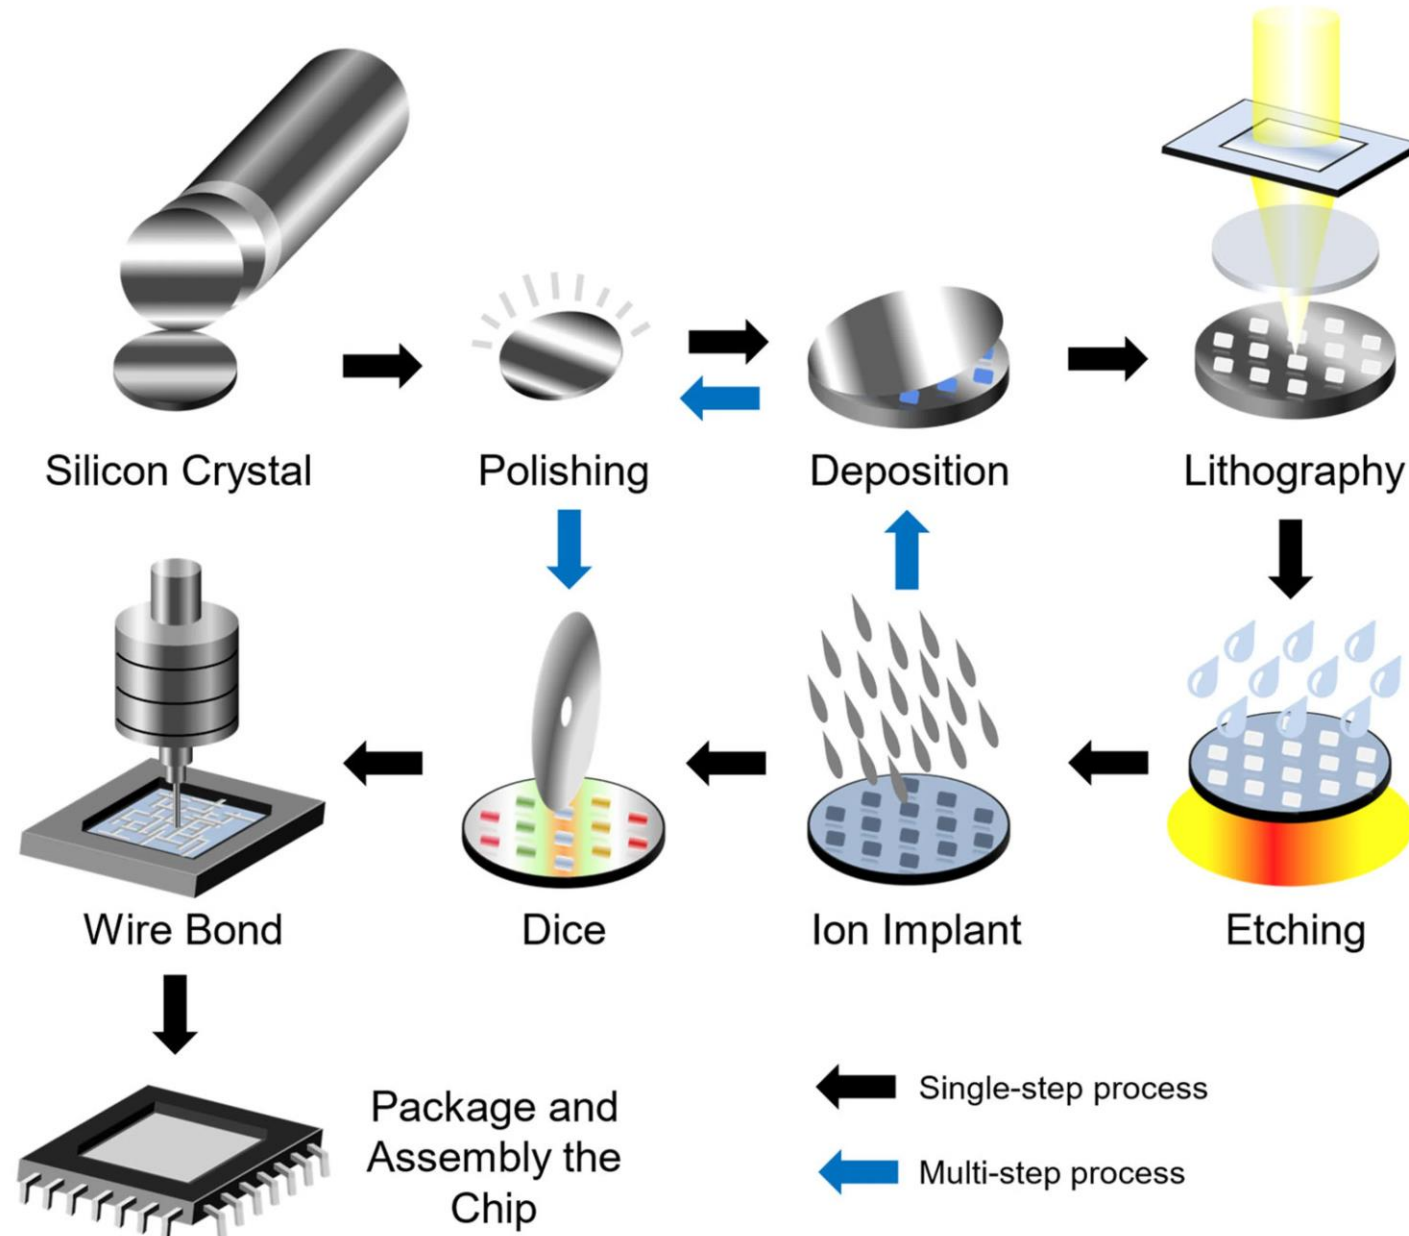 Silicon Crystal
Polishing
Deposition
Lithography
Wire Bond
Dice
Ion Implant
Etching
Package and
Assembly the
Chip
Single-step process
Multi-step process